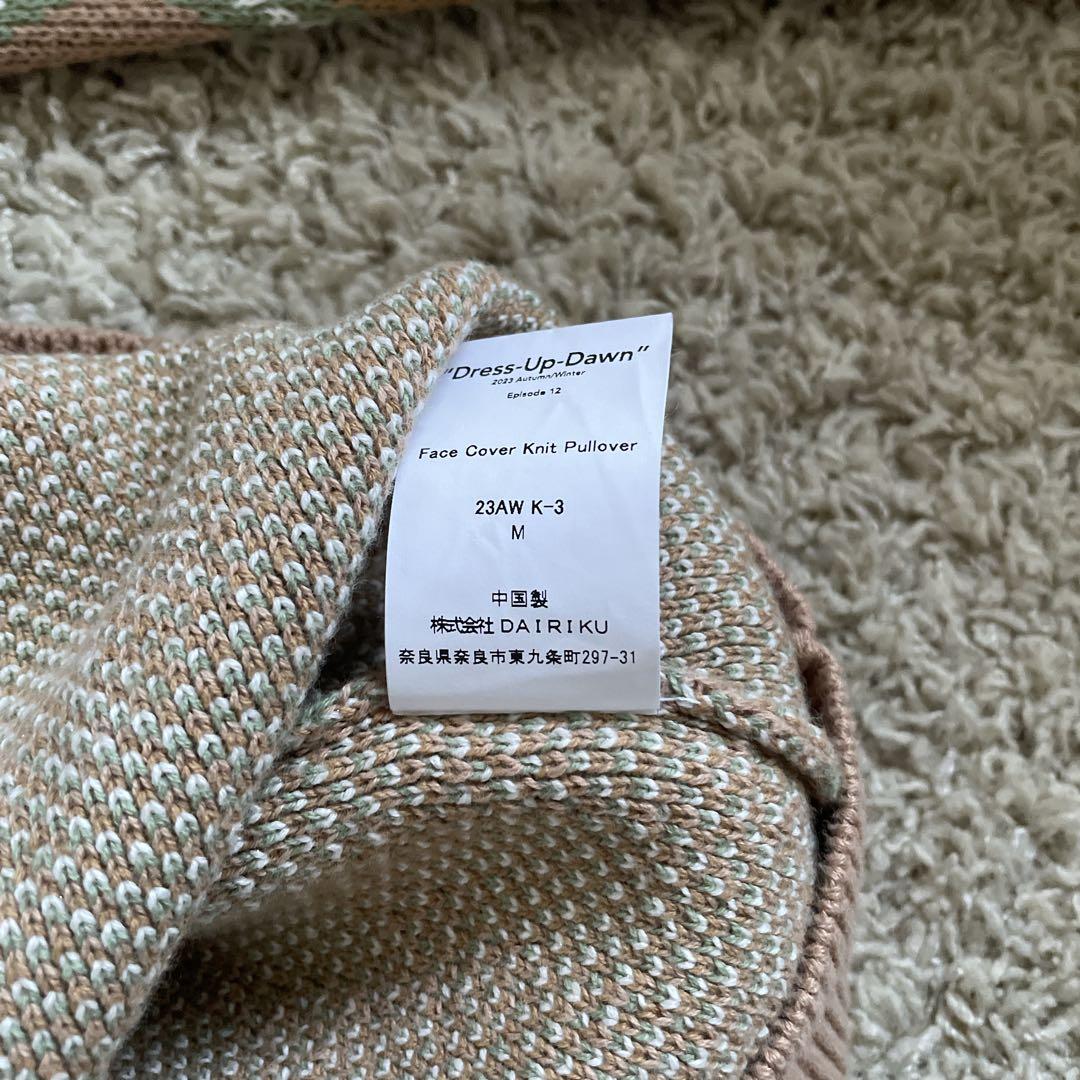 "Dress-Up-Dawn"
2023 Autumn/Winter
Episode 12
Face Cover Knit Pullover
23AW K-3
M
中国製
株式会社 DAIRIKU
奈良県奈良市東九条町297-31